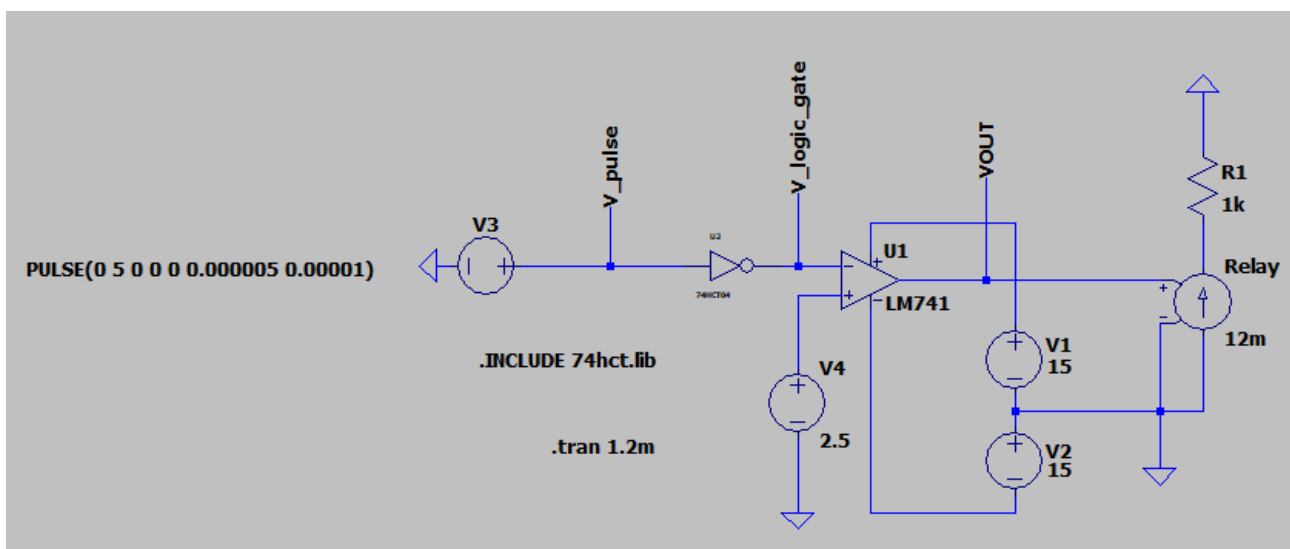 V_pulse
V_logic_gate
VOUT
R1
1k
V3
U2
U1
Relay
PULSE(0 5 0 0 0 0.000005 0.00001)
74HCT04
LM741
12m
V1
15
.INCLUDE 74hct.lib
V4
2.5
.tran 1.2m
V2
15